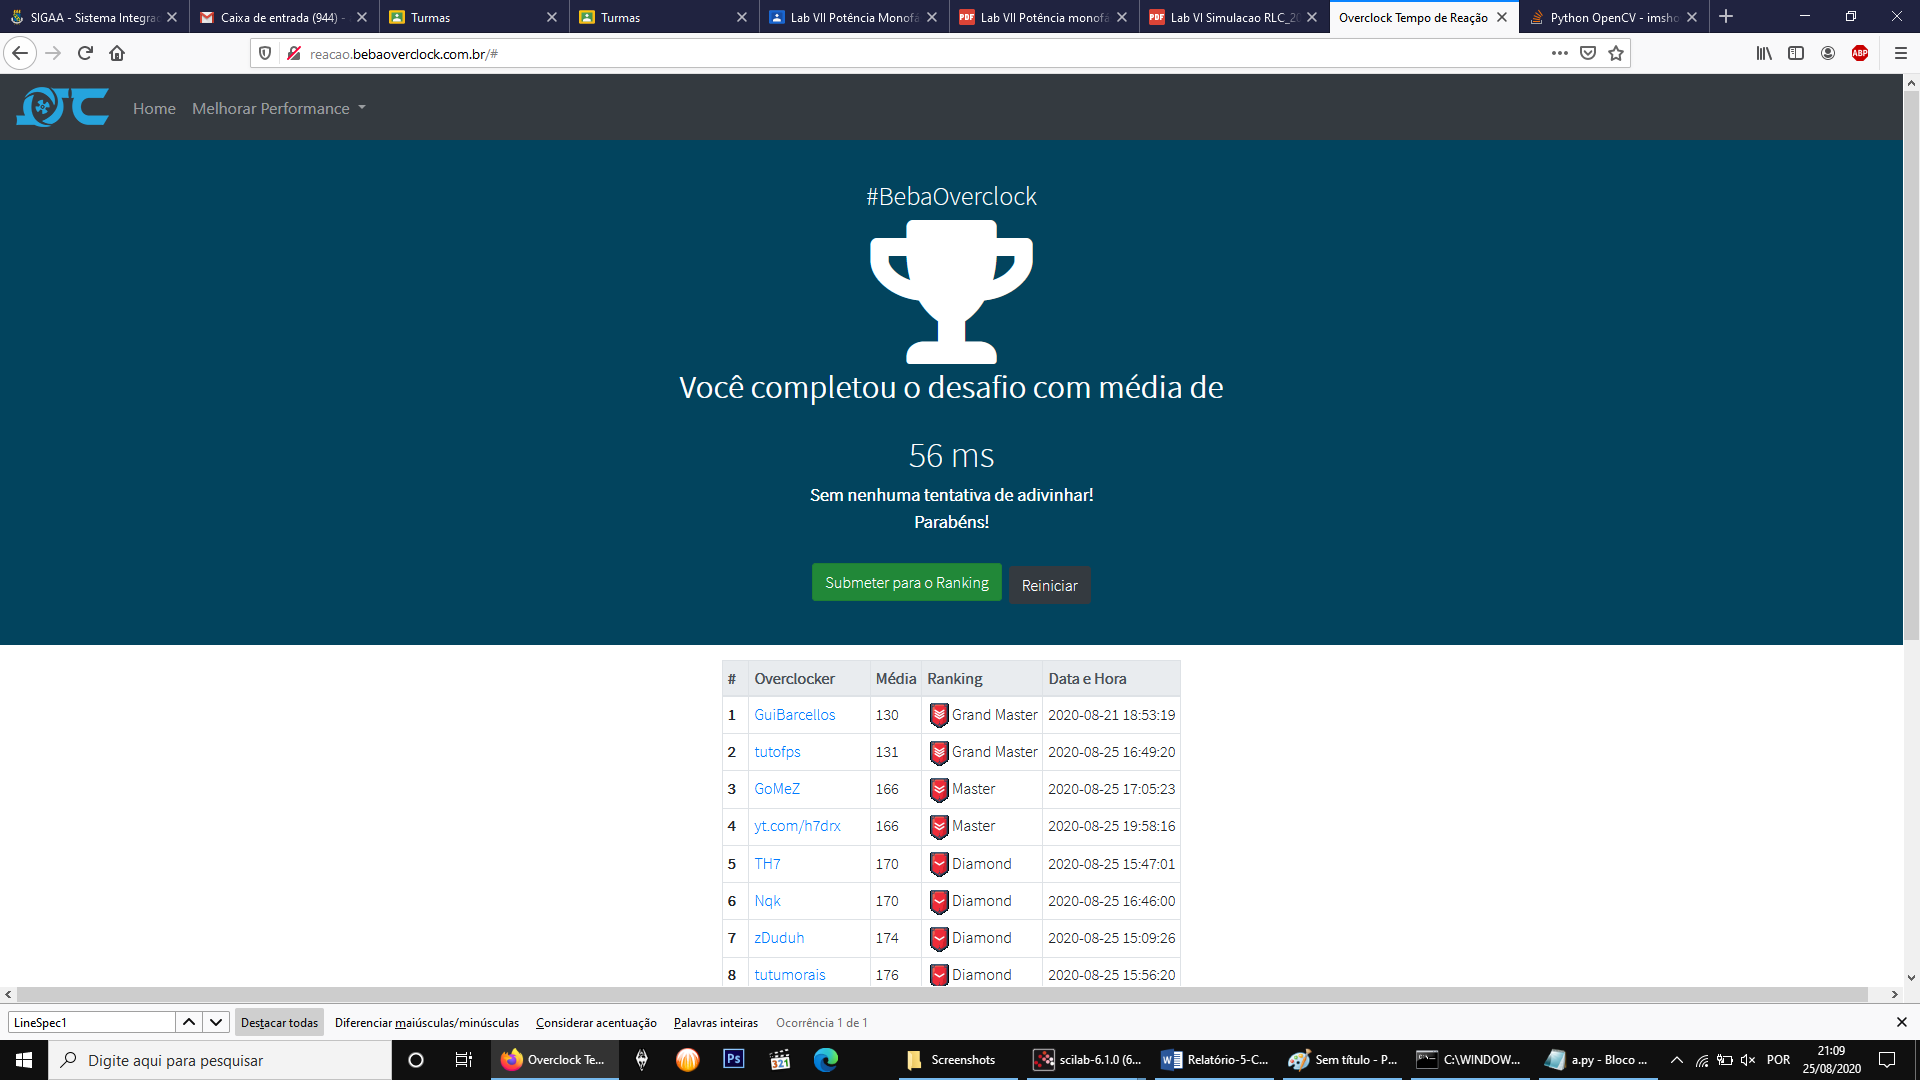 SIGAA - Sistema Integrac
Caixa de entrada (944) -
Turmas
Turmas
Lab VII Potência Monofá
Lab VII Potência monofá
Lab VI Simulacao RLC_20
Overclock Tempo de Reação
Python OpenCV - imsho
reacao.bebaoverclock.com.br/#
ABP
Home
Melhorar Performance
#BebaOverclock
Você completou o desafio com média de
56 ms
Sem nenhuma tentativa de adivinhar!
Parabéns!
Submeter para o Ranking
Reiniciar
# Overclocker Média Ranking Data e Hora
1 GuiBarcellos 130 Grand Master 2020-08-21 18:53:19
2 tutofps 131 Grand Master 2020-08-25 16:49:20
3 GoMeZ 166 Master 2020-08-25 17:05:23
4 yt.com/h7drx 166 Master 2020-08-25 19:58:16
5 TH7 170 Diamond 2020-08-25 15:47:01
6 Nqk 170 Diamond 2020-08-25 16:46:00
7 zDuduh 174 Diamond 2020-08-25 15:09:26
8 tutumorais 176 Diamond 2020-08-25 15:56:20
LineSpec1 Destacar todas Diferenciar maiúsculas/minúsculas Considerar acentuação Palavras inteiras Ocorrência 1 de 1
Digite aqui para pesquisar
Overclock Te...
Ps
321
Screenshots
scilab-6.1.0 (6...
Relatório-5-C...
Sem título - P...
C:\WINDOW...
a.py - Bloco ...
POR
21:09
25/08/2020